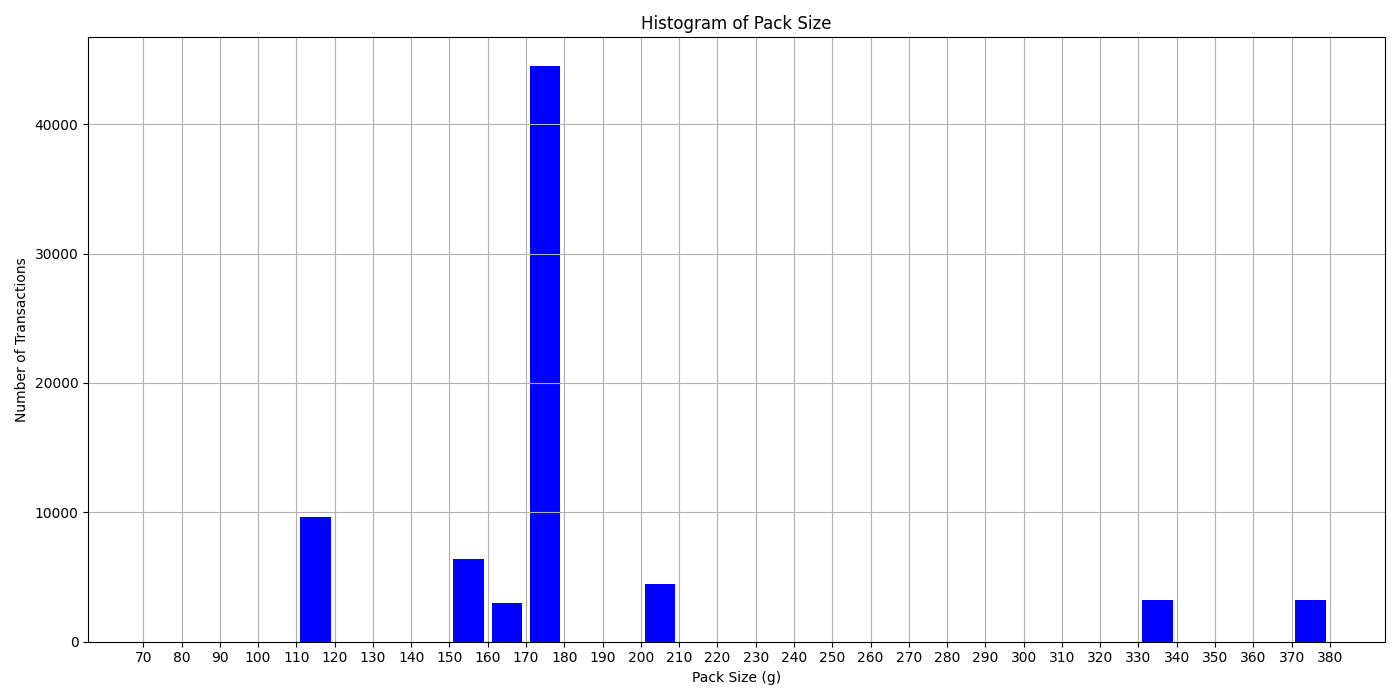 Histogram of Pack Size
Number of Transactions
40000
30000
20000
10000
0
70 80 90 100 110 120 130 140 150 160 170 180 190 200 210 220 230 240 250 260 270 280 290 300 310 320 330 340 350 360 370 380
Pack Size (g)